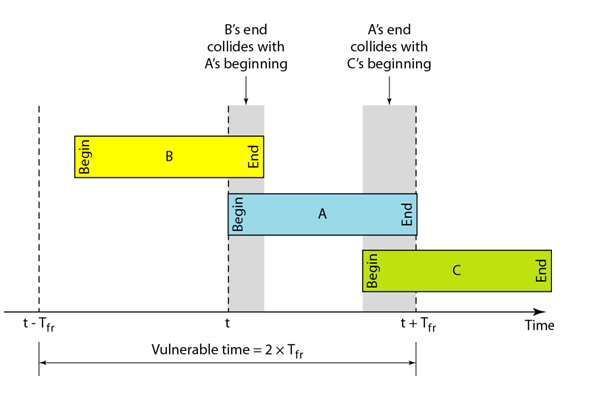 B's end
collides with
A's beginning
A's end
collides with
C's beginning
Begin
B
End
Begin
A
End
Begin
C
End
t - Tfr
t
t + Tfr
Time
Vulnerable time = 2 × Tfr